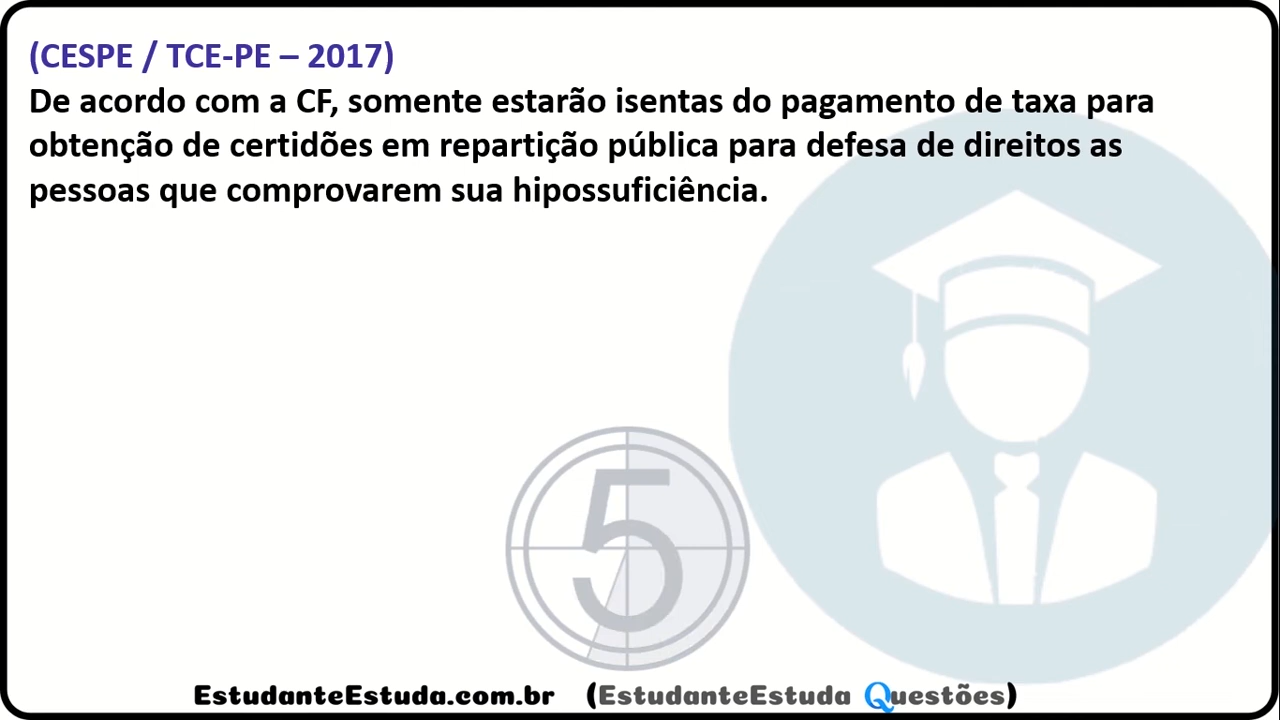 (CESPE / TCE-PE – 2017)
De acordo com a CF, somente estarão isentas do pagamento de taxa para
obtenção de certidões em repartição pública para defesa de direitos as
pessoas que comprovarem sua hipossuficiência.
5
EstudanteEstuda.com.br (EstudanteEstuda Questões)